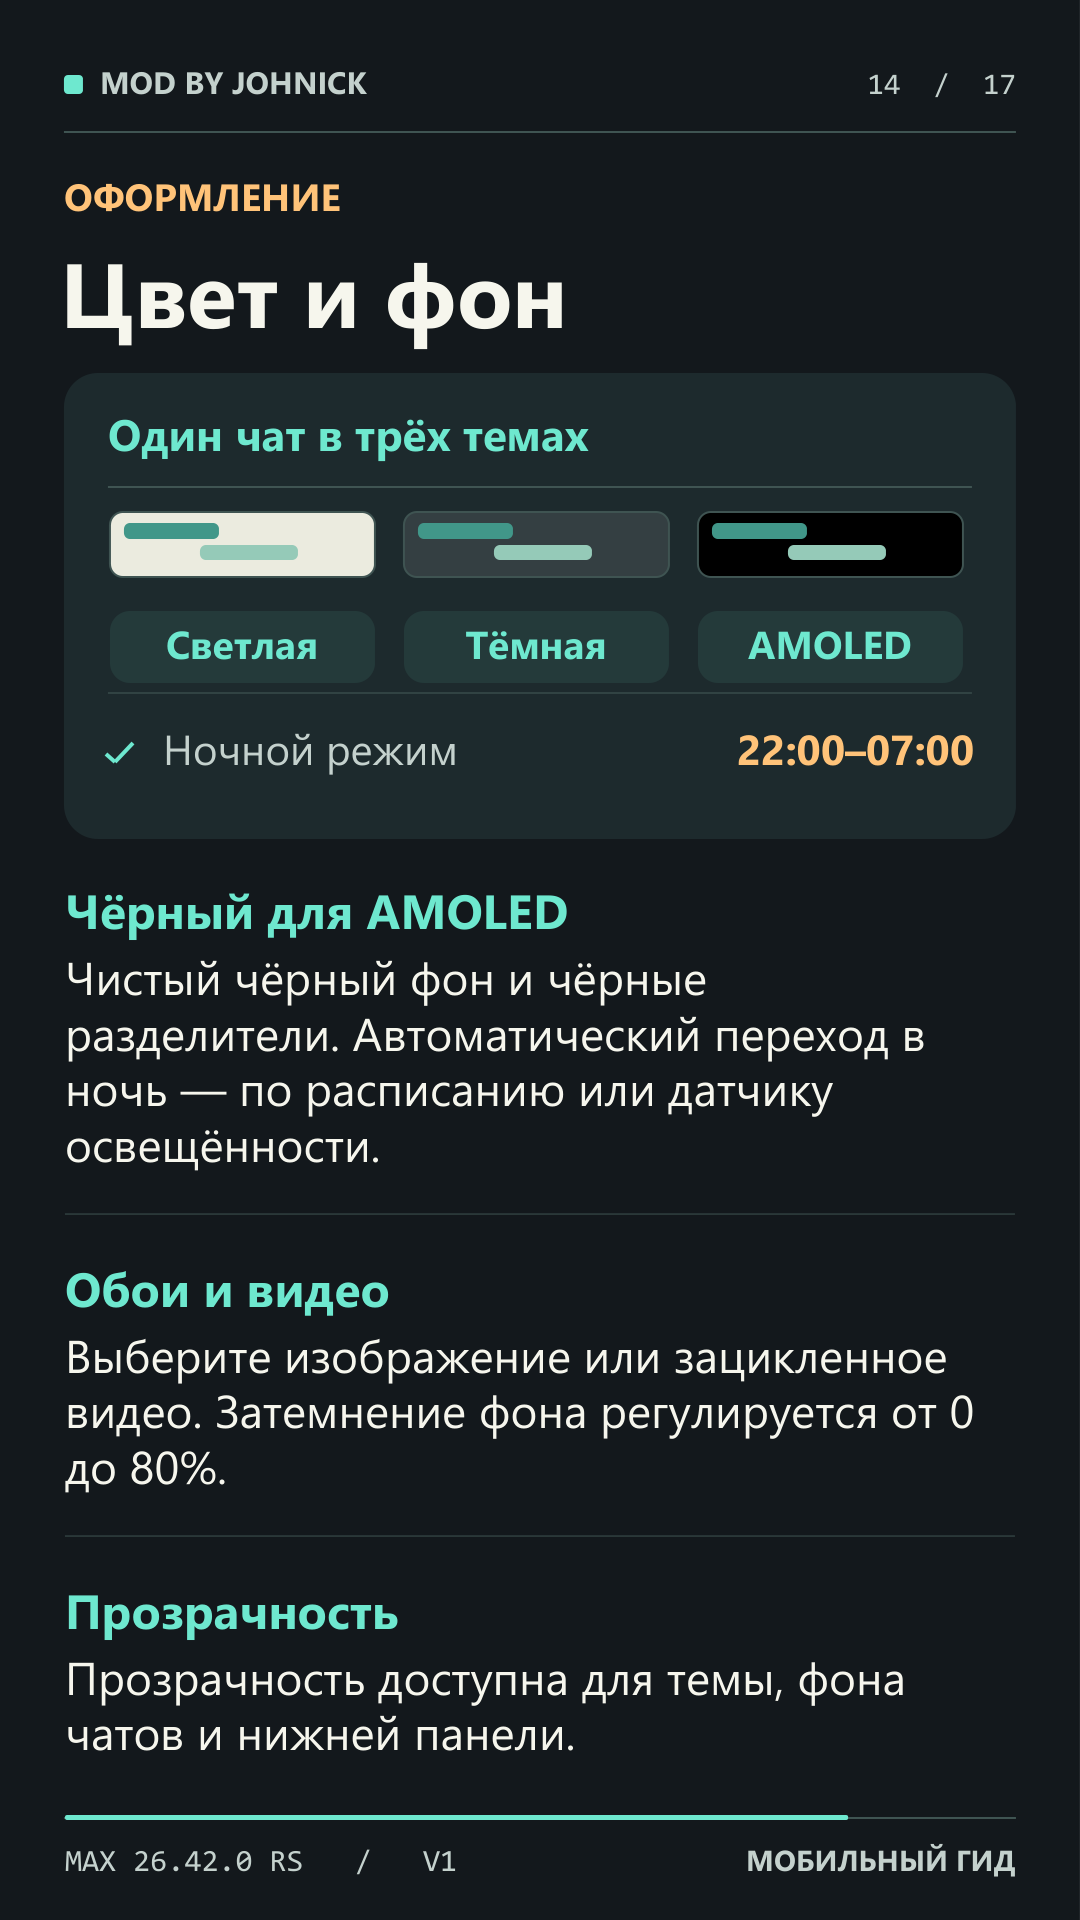 MOD BY JOHNICK
14 / 17
ОФОРМЛЕНИЕ
Цвет и фон
Один чат в трёх темах
Светлая
Тёмная
AMOLED
Ночной режим
22:00–07:00
Чёрный для AMOLED
Чистый чёрный фон и чёрные
разделители. Автоматический переход в
ночь — по расписанию или датчику
освещённости.
Обои и видео
Выберите изображение или зацикленное
видео. Затемнение фона регулируется от 0
до 80%.
Прозрачность
Прозрачность доступна для темы, фона
чатов и нижней панели.
MAX 26.42.0 RS / V1
МОБИЛЬНЫЙ ГИД